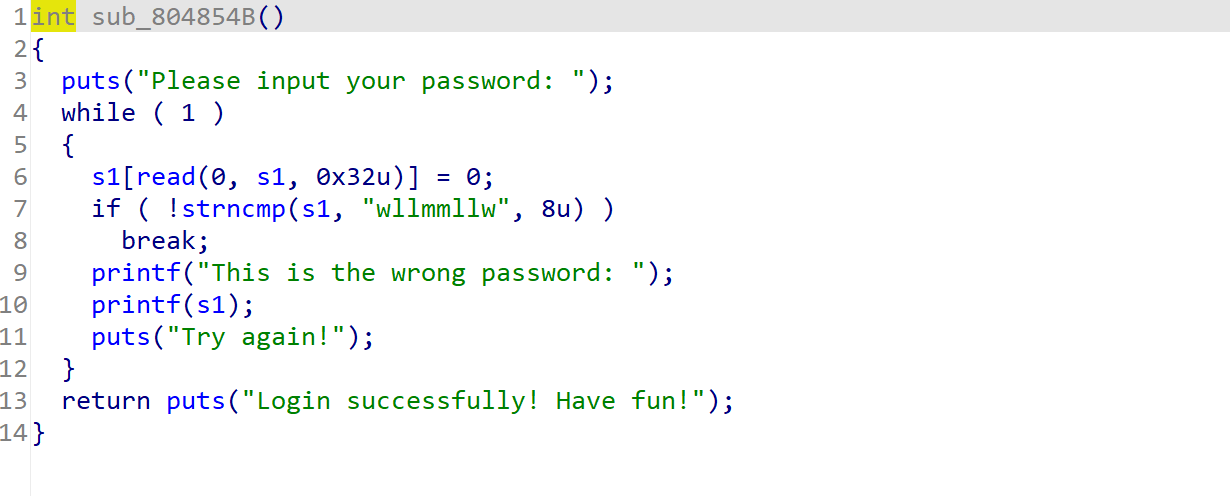 1 int sub_804854B()
2 {
3   puts("Please input your password: ");
4   while ( 1 )
5   {
6     s1[read(0, s1, 0x32u)] = 0;
7     if ( !strncmp(s1, "wllmmllw", 8u) )
8       break;
9     printf("This is the wrong password: ");
10     printf(s1);
11     puts("Try again!");
12   }
13   return puts("Login successfully! Have fun!");
14 }